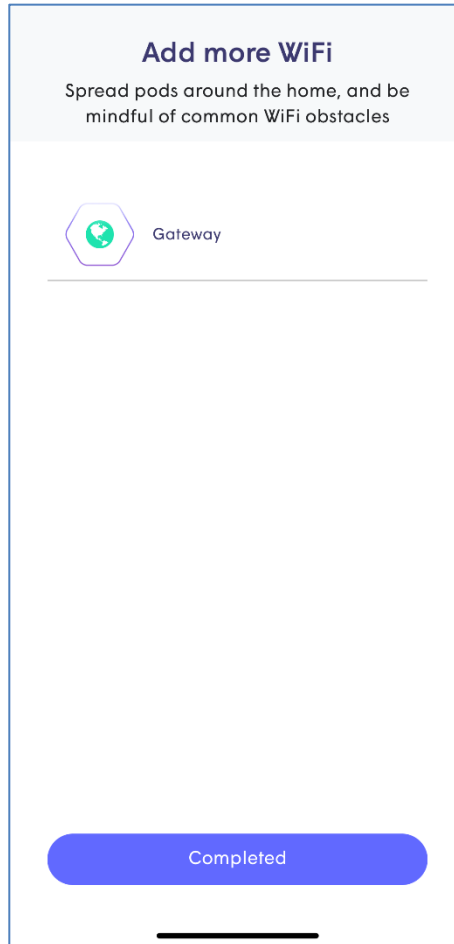 Add more WiFi
Spread pods around the home, and be
mindful of common WiFi obstacles
Gateway
Completed